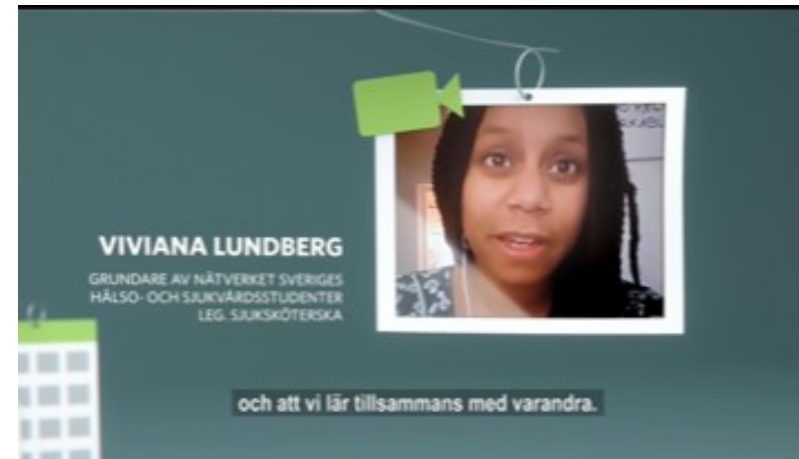 VIVIANA LUNDBERG
GRUNDARE AV NÄTVERKET SVERIGES
HÄLSO- OCH SJUKVÅRDSSTUDENTER
LEG. SJUKSKÖTERSKA
och att vi lär tillsammans med varandra.